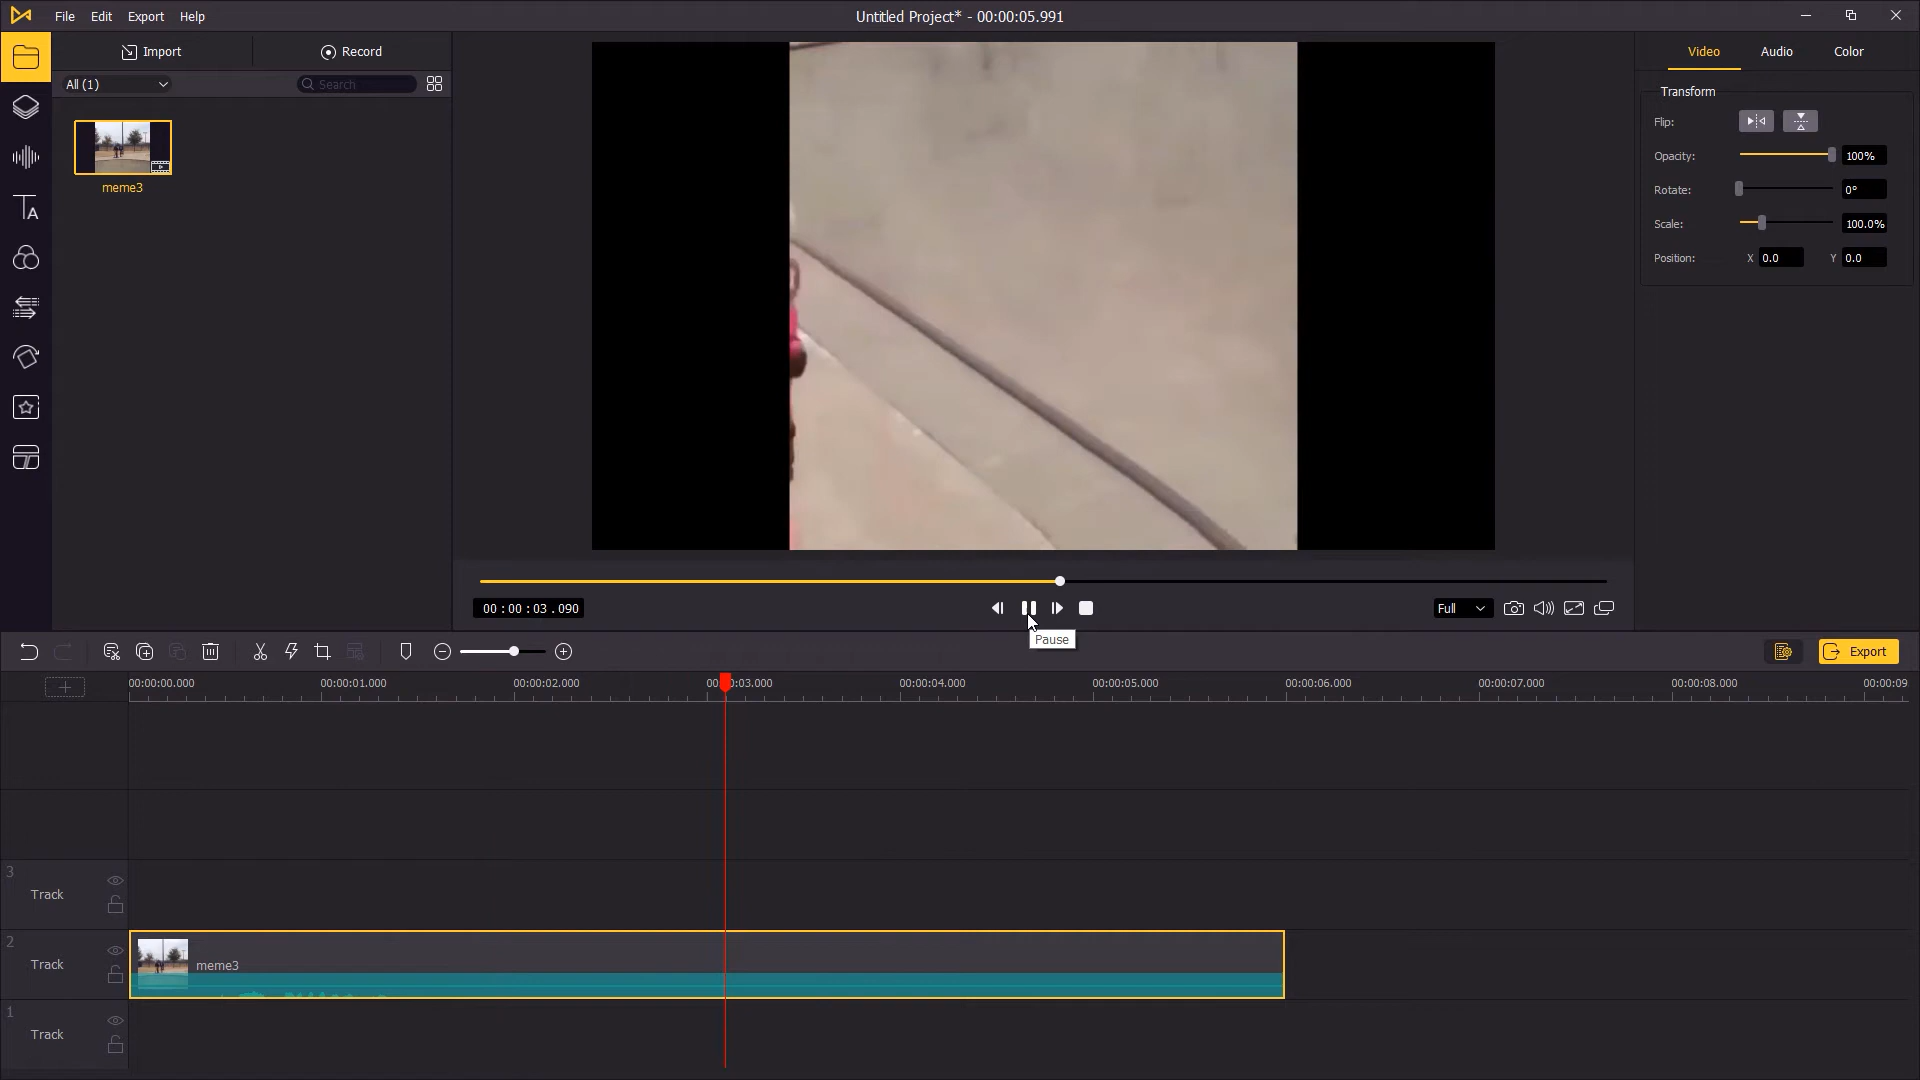 File Edit Export Help
Untitled Project* - 00:00:05.991
Import
Record
Video
Audio
Color
All (1)
Search
Transform
Flip:
Opacity:
100%
Rotate:
0°
meme3
Scale:
100.0%
Position:
X 0.0
Y 0.0
00 : 00 : 03 . 090
Full
Pause
Export
00:00:00.000
00:00:01.000
00:00:02.000
00:00:03.000
00:00:04.000
00:00:05.000
00:00:06.000
00:00:07.000
00:00:08.000
00:00:09
3
Track
2
Track
meme3
1
Track